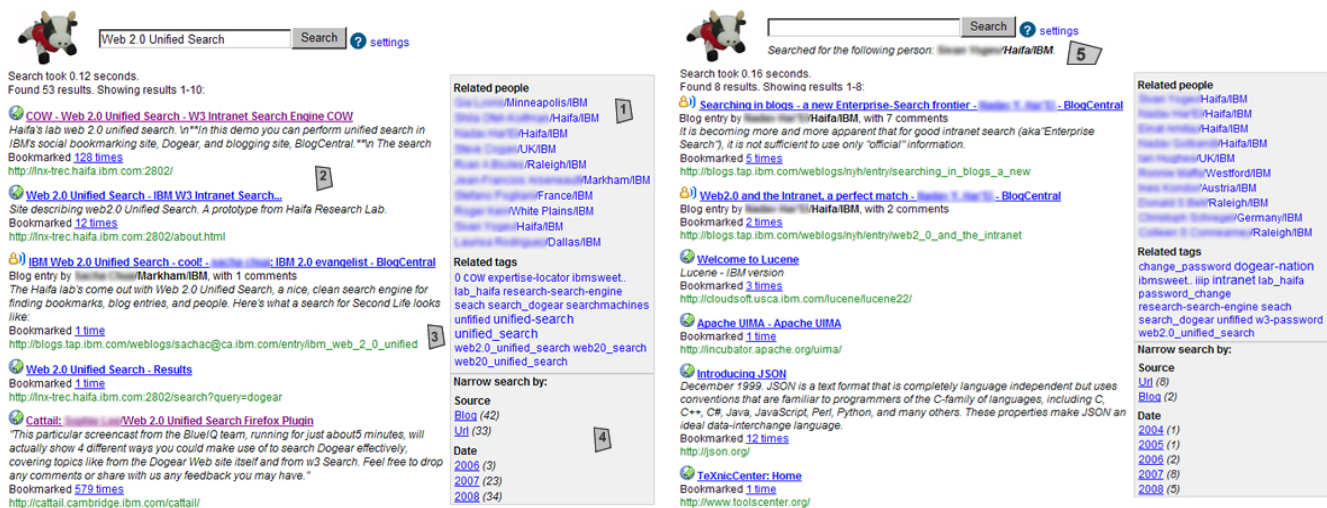 Web 2.0 Unified Search
Search
? settings
Search took 0.12 seconds.
Found 53 results. Showing results 1-10:
COW - Web 2.0 Unified Search - W3 Intranet Search Engine COW
Haifa's lab web 2.0 unified search. \n**In this demo you can perform unified search in
IBM's social bookmarking site, Dogear, and blogging site, BlogCentral.**\n The search
Bookmarked 128 times
http://lnx-trec.haifa.ibm.com:2802/
2
Web 2.0 Unified Search - IBM W3 Intranet Search...
Site describing web2.0 Unified Search. A prototype from Haifa Research Lab.
Bookmarked 12 times
http://lnx-trec.haifa.ibm.com:2802/about.html
IBM Web 2.0 Unified Search - cool! - : IBM 2.0 evangelist - BlogCentral
Blog entry by /Markham/IBM, with 1 comments
The Haifa lab's come out with Web 2.0 Unified Search, a nice, clean search engine for
finding bookmarks, blog entries, and people. Here's what a search for Second Life looks
like:
Bookmarked 1 time
http://blogs.tap.ibm.com/weblogs/sachac@ca.ibm.com/entry/ibm_web_2_0_unified
3
Web 2.0 Unified Search - Results
Bookmarked 1 time
http://lnx-trec.haifa.ibm.com:2802/search?query=dogear
Cattail: /Web 2.0 Unified Search Firefox Plugin
"This particular screencast from the BlueIQ team, running for just about5 minutes, will
actually show 4 different ways you could make use of to search Dogear effectively,
covering topics like from the Dogear Web site itself and from w3 Search. Feel free to drop
any comments or share with us any feedback you may have."
Bookmarked 579 times
http://cattail.cambridge.ibm.com/cattail/
Related people
/Minneapolis/IBM
1
/Haifa/IBM
/Haifa/IBM
/UK/IBM
/Raleigh/IBM
/Markham/IBM
/France/IBM
/White Plains/IBM
/Haifa/IBM
/Dallas/IBM
Related tags
0 cow expertise-locator ibmsweet..
lab_haifa research-search-engine
seach search_dogear searchmachines
unfified unified-search
unified_search
web2.0_unified_search web20_search
web20_unified_search
Narrow search by:
Source
Blog (42)
Url (33)
4
Date
2006 (3)
2007 (23)
2008 (34)
Search
? settings
Searched for the following person: /Haifa/IBM.
5
Search took 0.16 seconds.
Found 8 results. Showing results 1-8:
Searching in blogs - a new Enterprise-Search frontier - - BlogCentral
Blog entry by /Haifa/IBM, with 7 comments
It is becoming more and more apparent that for good intranet search (aka"Enterprise
Search"), it is not sufficient to use only "official" information.
Bookmarked 5 times
http://blogs.tap.ibm.com/weblogs/nyh/entry/searching_in_blogs_a_new
Web2.0 and the Intranet, a perfect match - - BlogCentral
Blog entry by /Haifa/IBM, with 2 comments
Bookmarked 2 times
http://blogs.tap.ibm.com/weblogs/nyh/entry/web2_0_and_the_intranet
Welcome to Lucene
Lucene - IBM version
Bookmarked 3 times
http://cloudsoft.usca.ibm.com/lucene/lucene22/
Apache UIMA - Apache UIMA
Bookmarked 1 time
http://incubator.apache.org/uima/
Introducing JSON
December 1999. JSON is a text format that is completely language independent but uses
conventions that are familiar to programmers of the C-family of languages, including C,
C++, C#, Java, JavaScript, Perl, Python, and many others. These properties make JSON an
ideal data-interchange language.
Bookmarked 12 times
http://json.org/
TeXnicCenter: Home
Bookmarked 1 time
http://www.toolscenter.org/
Related people
/Haifa/IBM
/Haifa/IBM
/Haifa/IBM
/Haifa/IBM
/UK/IBM
/Westford/IBM
/Austria/IBM
/Raleigh/IBM
/Germany/IBM
/Raleigh/IBM
Related tags
change_password dogear-nation
ibmsweet.. iiip intranet lab_haifa
password_change
research-search-engine seach
search_dogear unfified w3-password
web2.0_unified_search
Narrow search by:
Source
Url (8)
Blog (2)
Date
2004 (1)
2005 (1)
2006 (2)
2007 (8)
2008 (5)